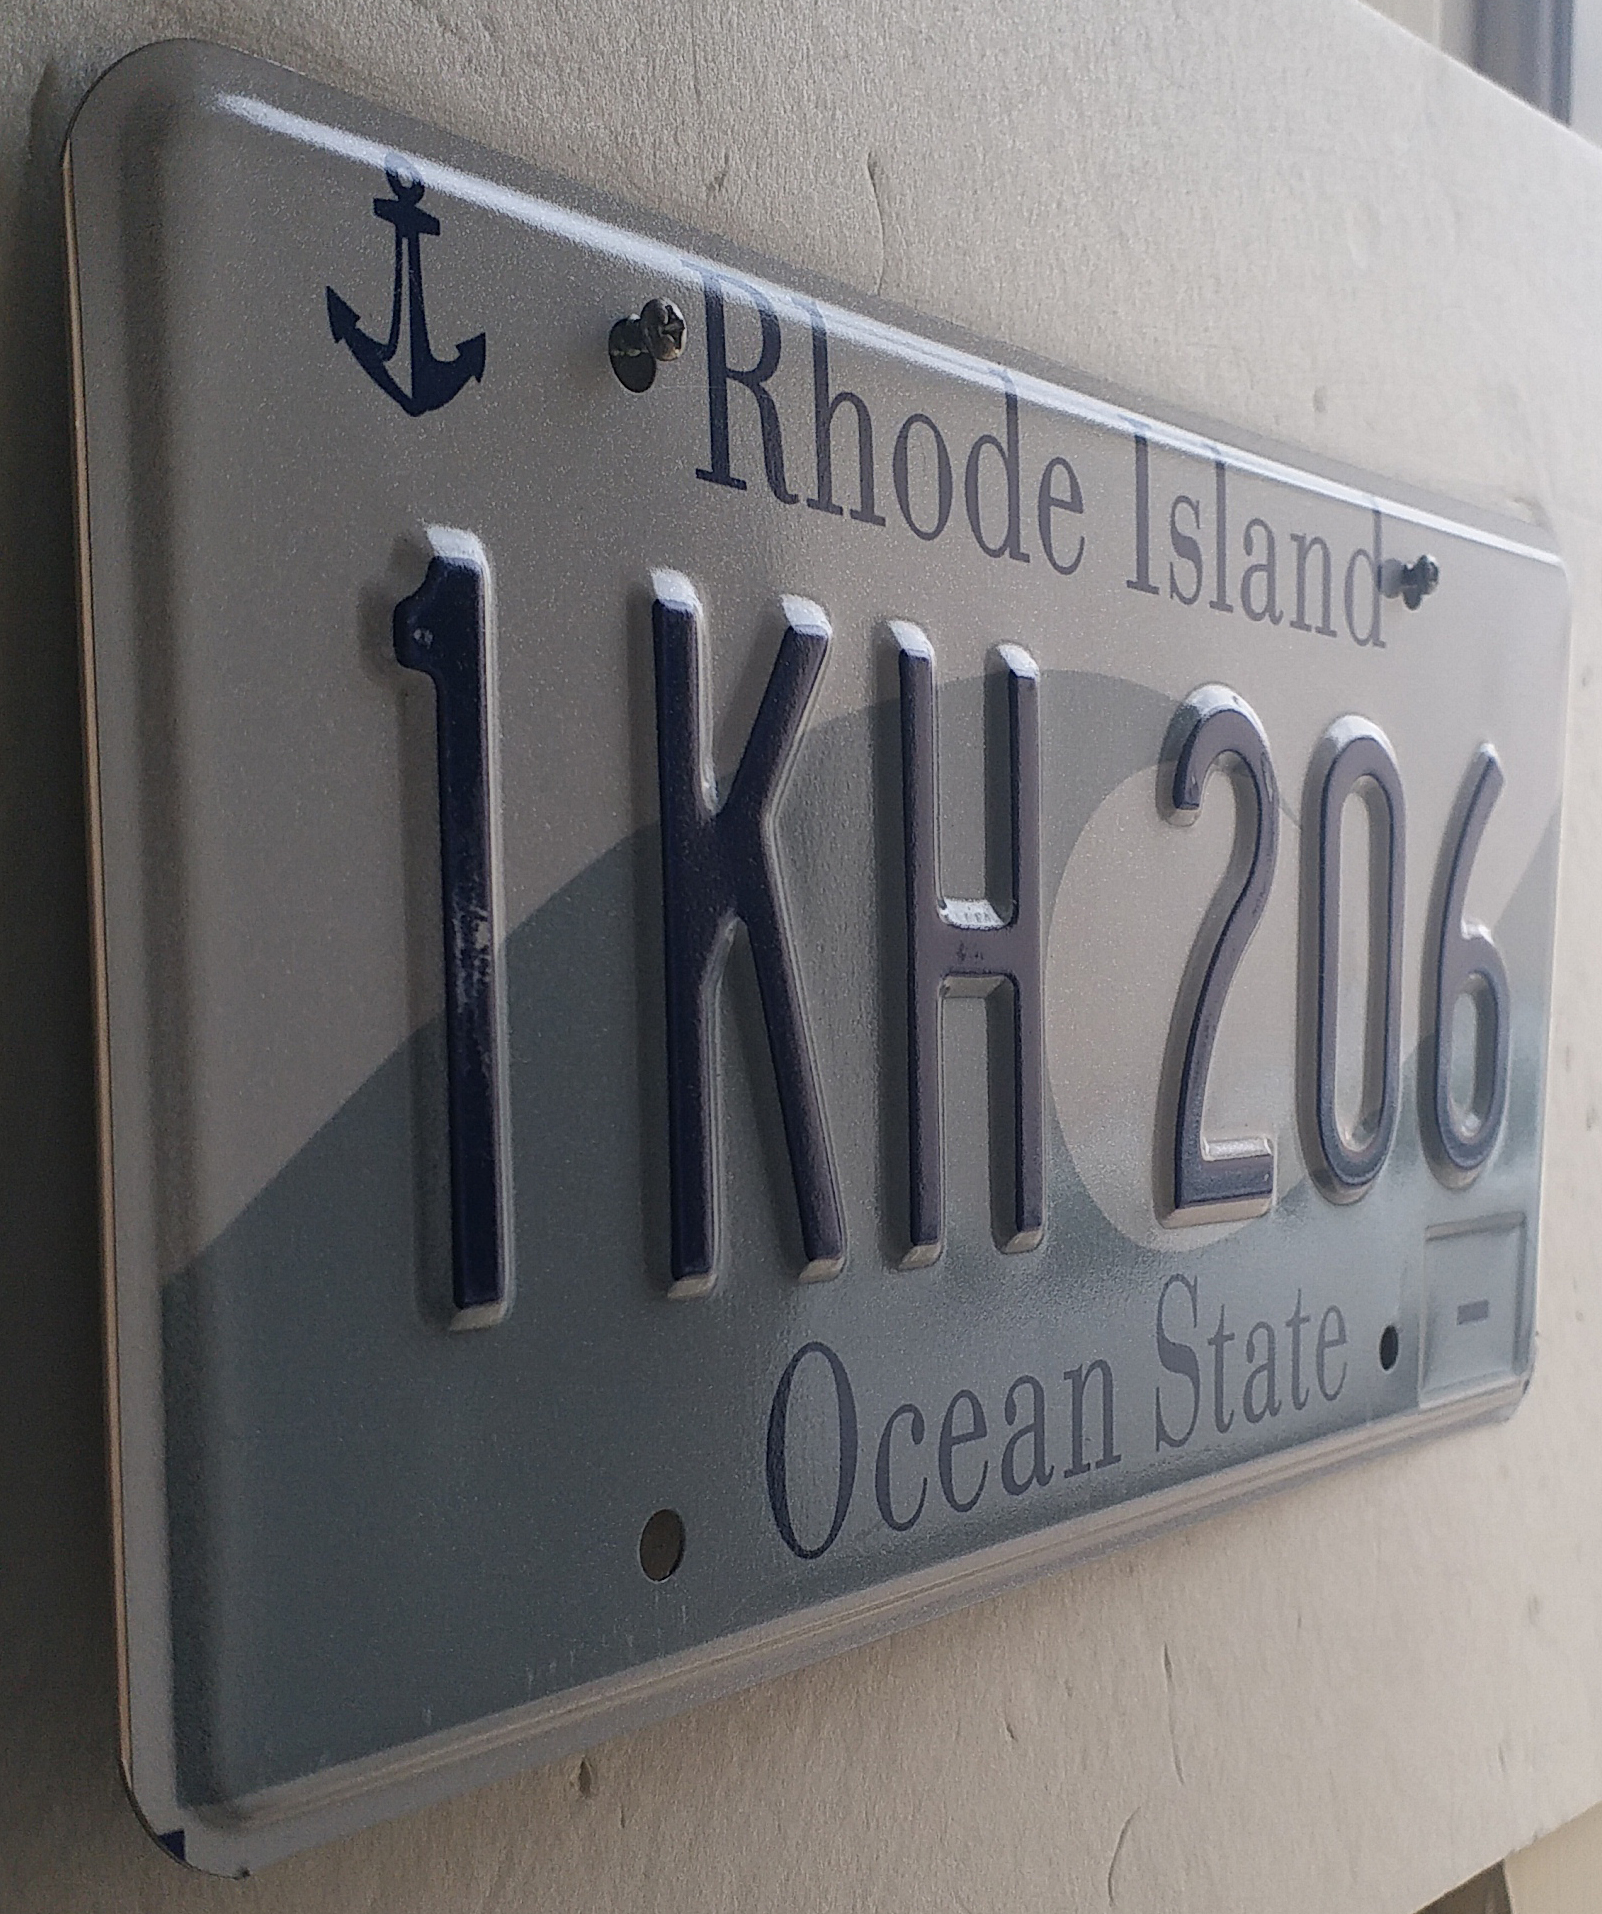 Rhode Island
1KH 206
Ocean State